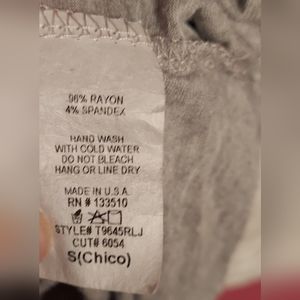 96% RAYON
4% SPANDEX
HAND WASH
WITH COLD WATER
DO NOT BLEACH
HANG OR LINE DRY
MADE IN U.S.A.
RN # 133510
STYLE# T9645RLJ
CUT# 6054
S(Chico)